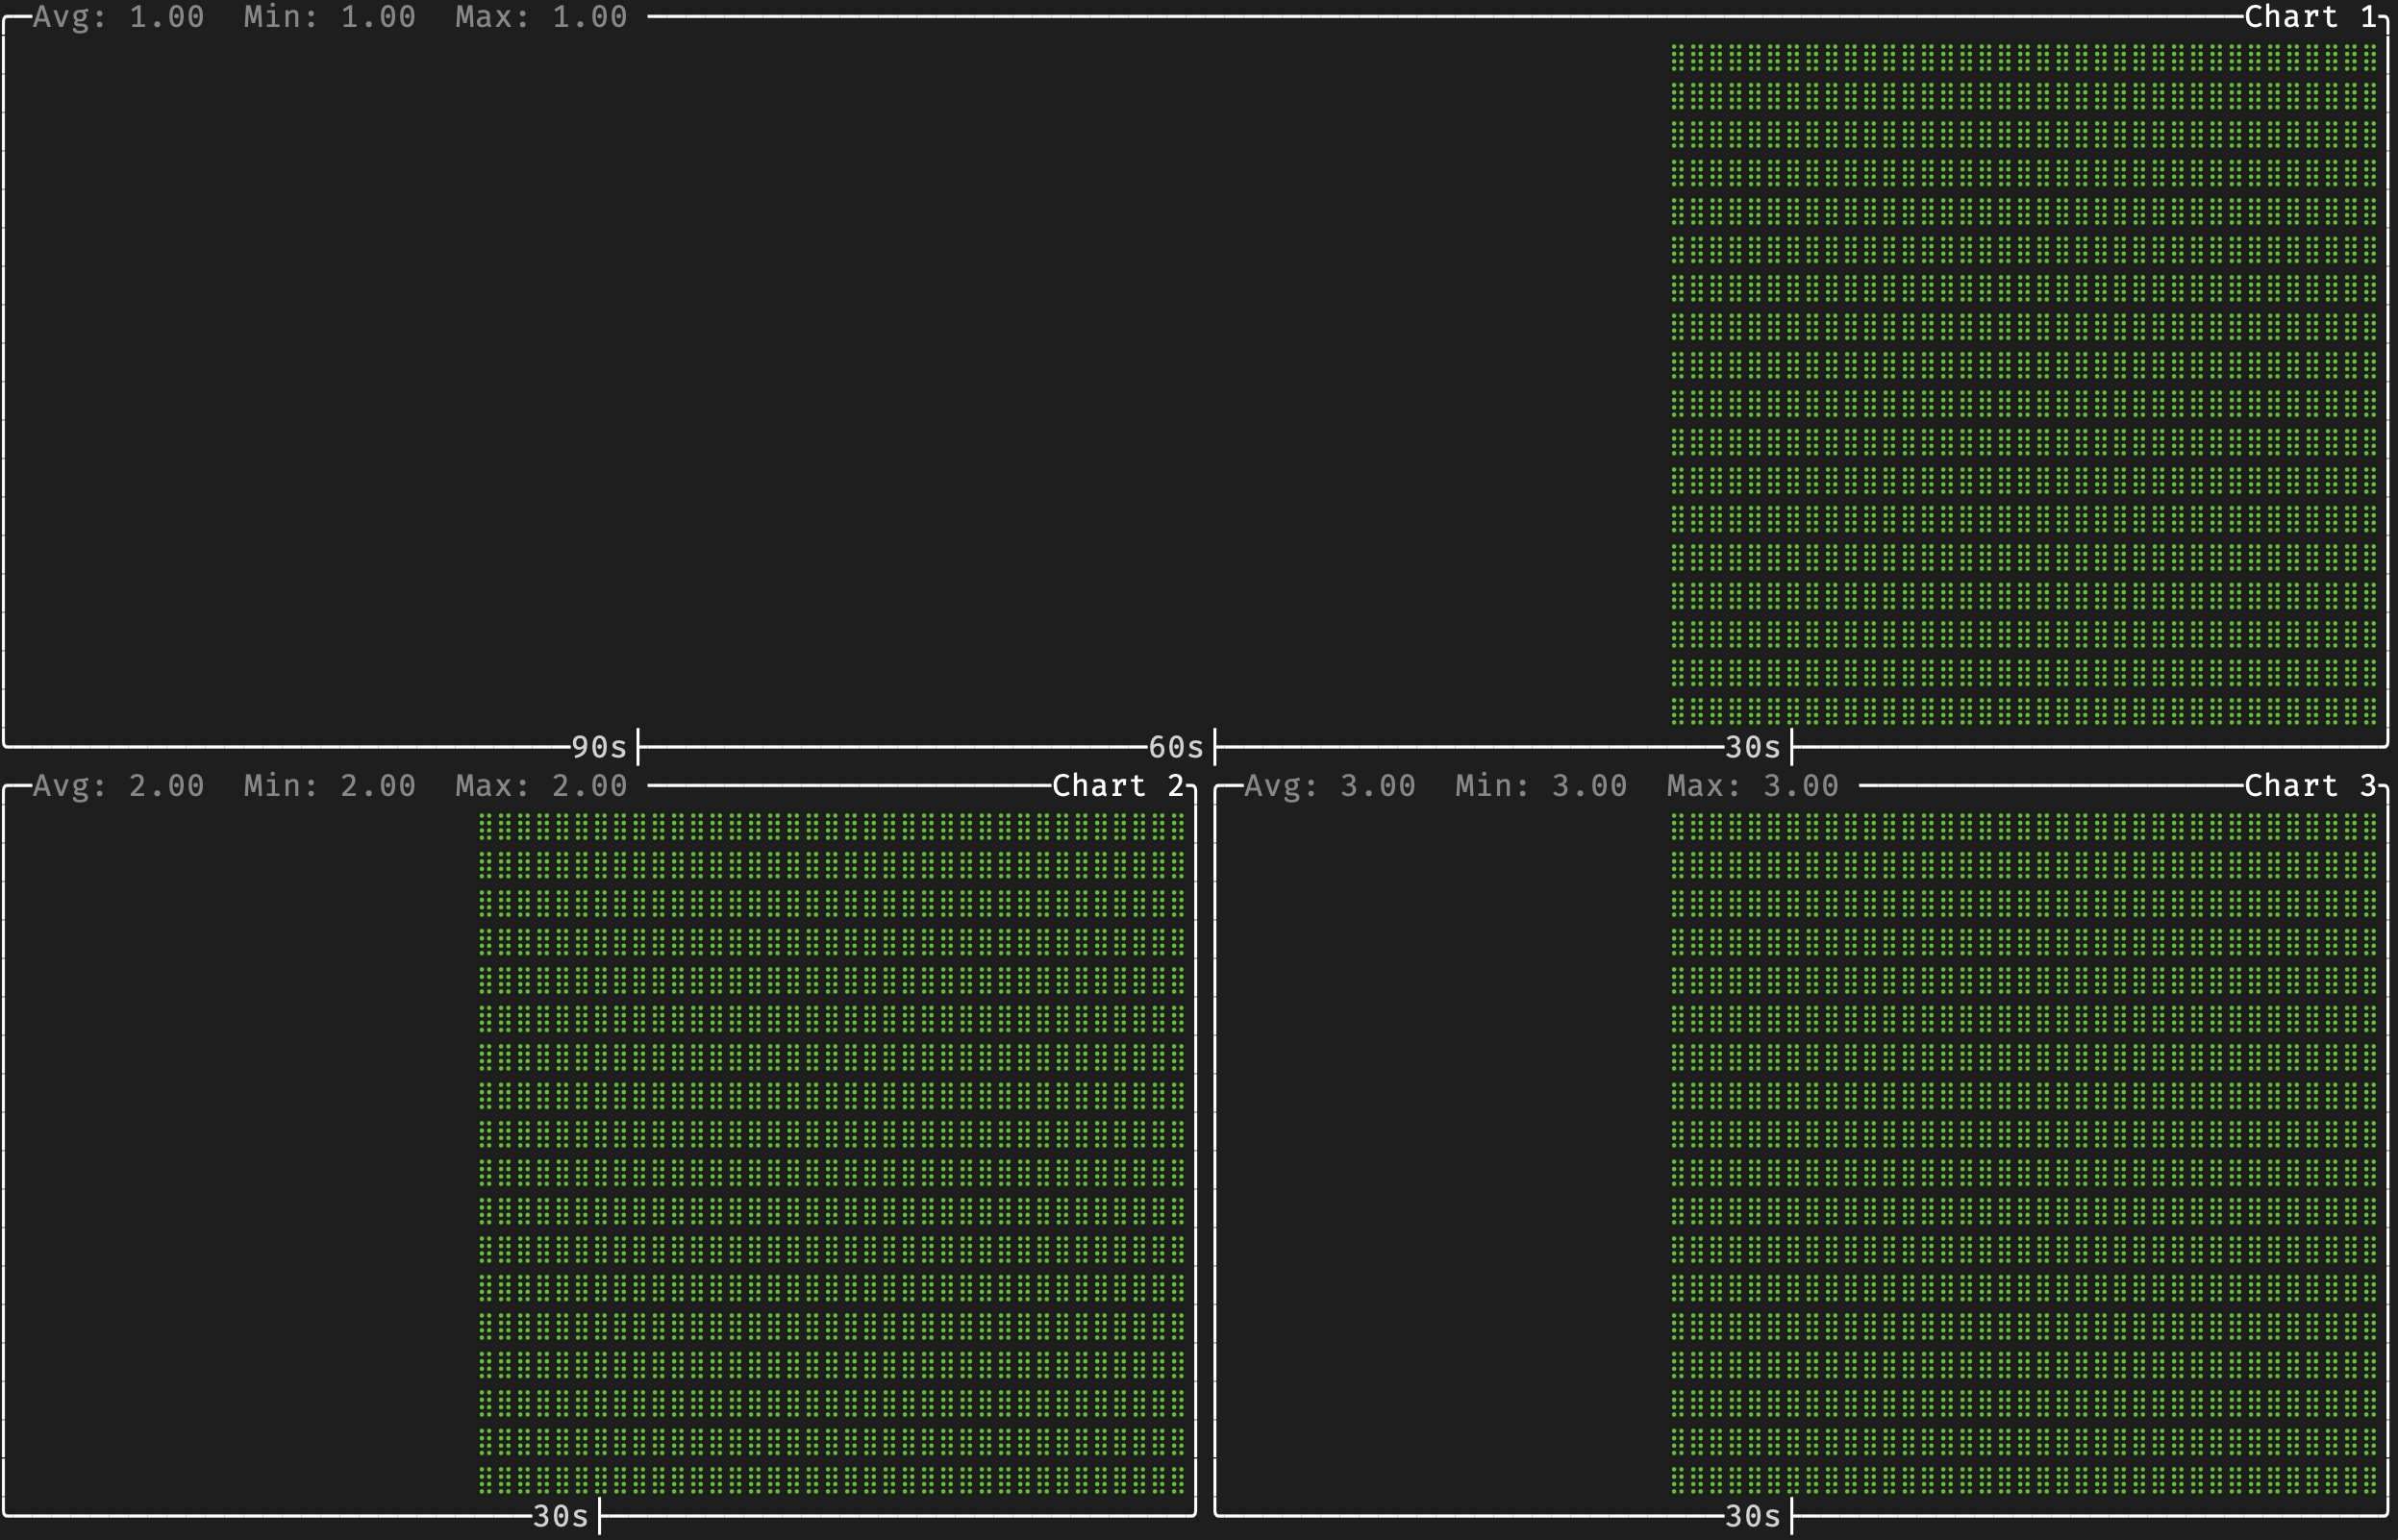 Avg: 1.00 Min: 1.00 Max: 1.00 Chart 1
90s 60s 30s
Avg: 2.00 Min: 2.00 Max: 2.00 Chart 2
Avg: 3.00 Min: 3.00 Max: 3.00 Chart 3
30s
30s